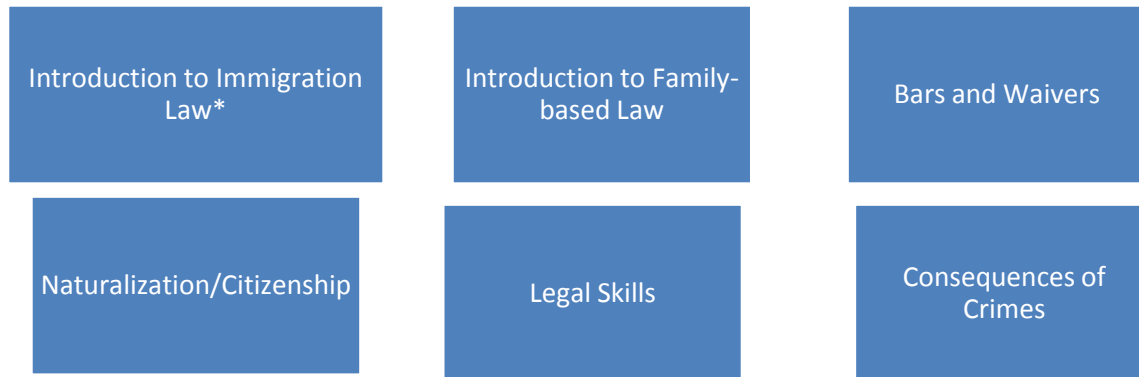 Introduction to Immigration
Law*
Introduction to Family-
based Law
Bars and Waivers
Naturalization/Citizenship
Legal Skills
Consequences of
Crimes